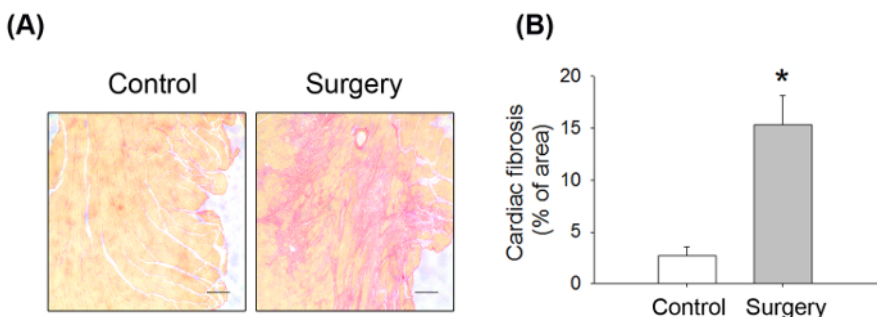 (A)
Control Surgery
(B)
Cardiac fibrosis
(% of area)
20
*
15
10
5
0
Control Surgery